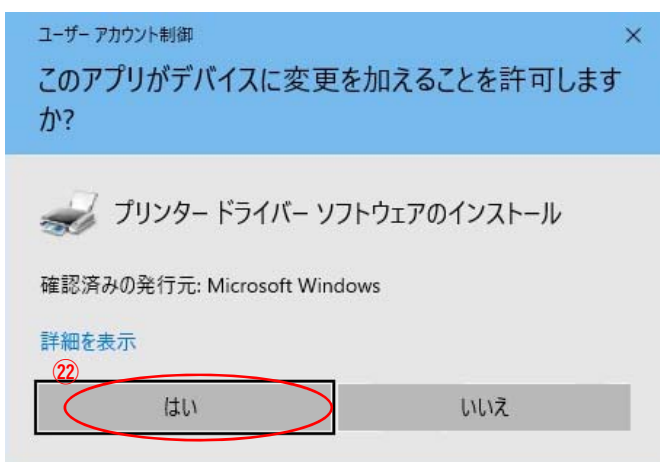 ユーザー アカウント制御
このアプリがデバイスに変更を加えることを許可します
か?
プリンター ドライバー ソフトウェアのインストール
確認済みの発行元: Microsoft Windows
詳細を表示
㉒
はい
いいえ